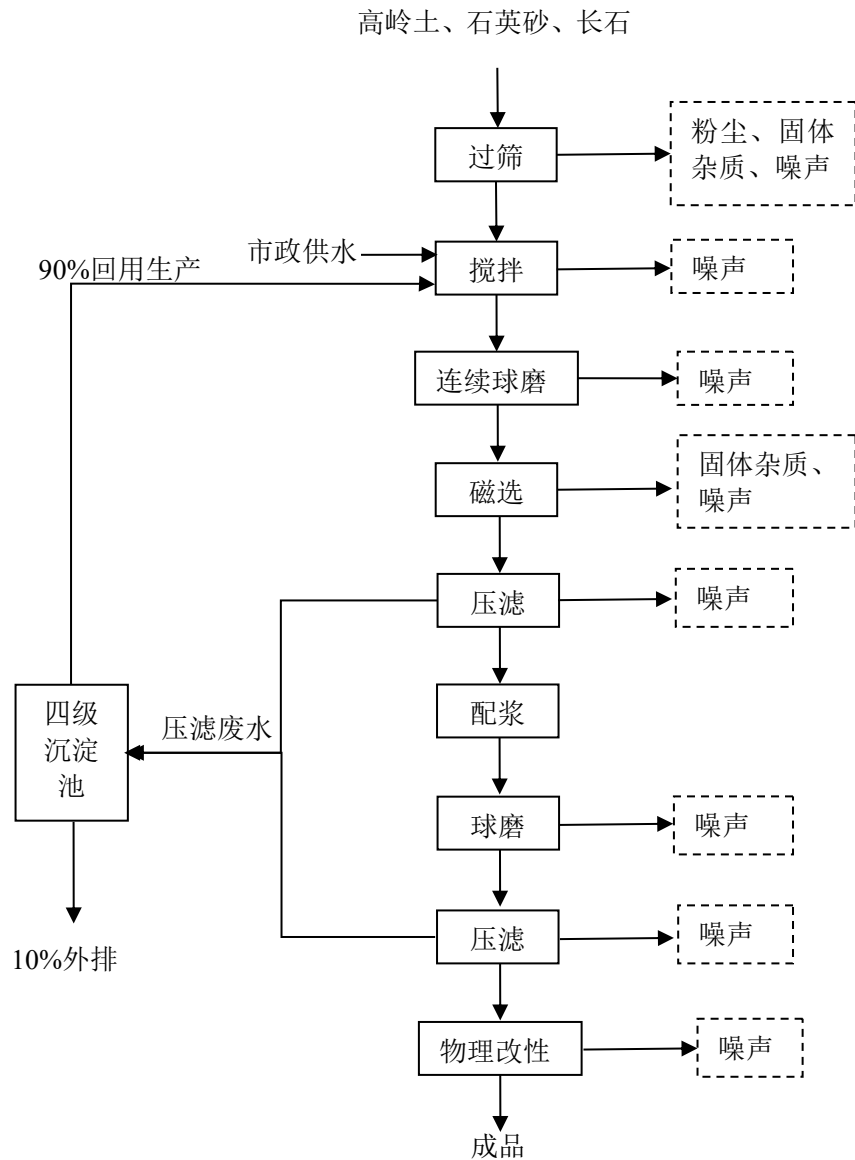 高岭土、石英砂、长石
过筛
粉尘、固体
杂质、噪声
市政供水
90%回用生产
搅拌
噪声
连续球磨
噪声
磁选
固体杂质、
噪声
压滤
噪声
四级
沉淀
池
压滤废水
配浆
球磨
噪声
压滤
噪声
10%外排
物理改性
噪声
成品